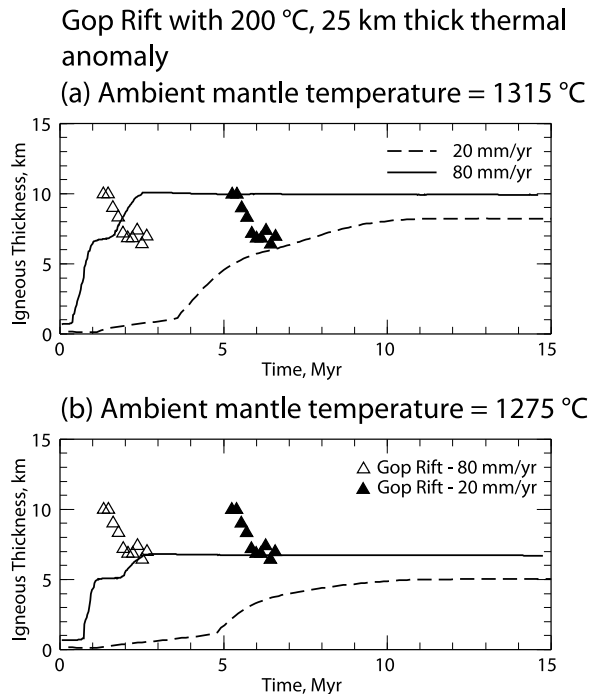 Gop Rift with 200 °C, 25 km thick thermal
anomaly
(a) Ambient mantle temperature = 1315 °C
15
10
5
0
Igneous Thickness, km
20 mm/yr
80 mm/yr
0 5 10 15
Time, Myr
(b) Ambient mantle temperature = 1275 °C
15
10
5
0
Igneous Thickness, km
Gop Rift - 80 mm/yr
Gop Rift - 20 mm/yr
0 5 10 15
Time, Myr